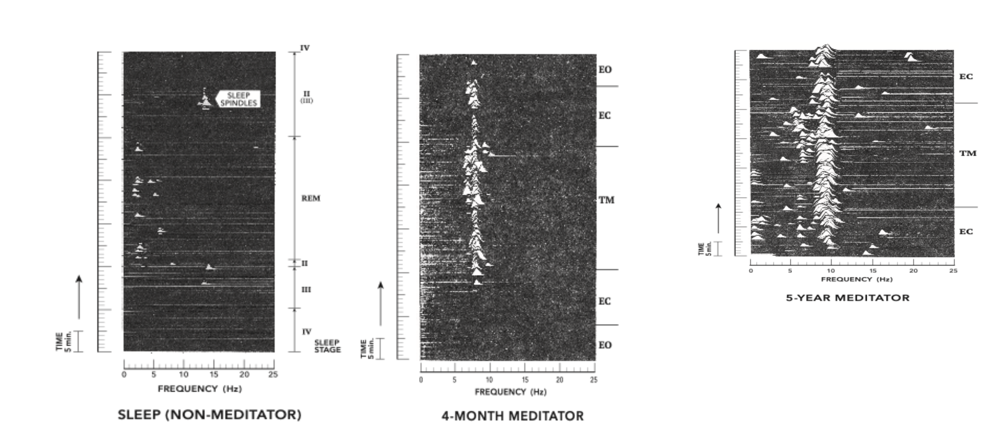 IV
SLEEP
SPINDLES
II
(III)
REM
II
III
IV
SLEEP
STAGE
TIME
5 min.
0 5 10 15 20 25
FREQUENCY (Hz)
SLEEP (NON-MEDITATOR)
EO
EC
TM
EC
EO
TIME
5 min.
0 5 10 15 20 25
FREQUENCY (Hz)
4-MONTH MEDITATOR
EC
TM
EC
TIME
5 min.
0 5 10 15 20 25
FREQUENCY (Hz)
5-YEAR MEDITATOR